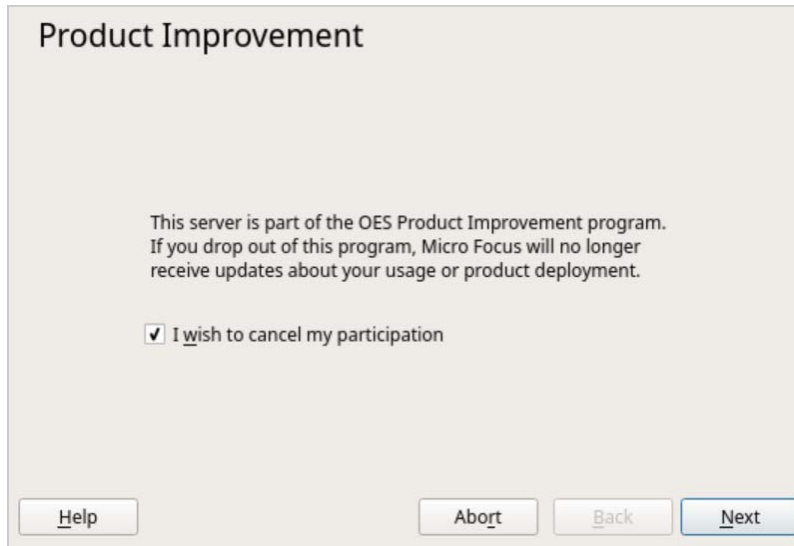 Product Improvement
This server is part of the OES Product Improvement program.
If you drop out of this program, Micro Focus will no longer
receive updates about your usage or product deployment.
I wish to cancel my participation
Help Abort Back Next